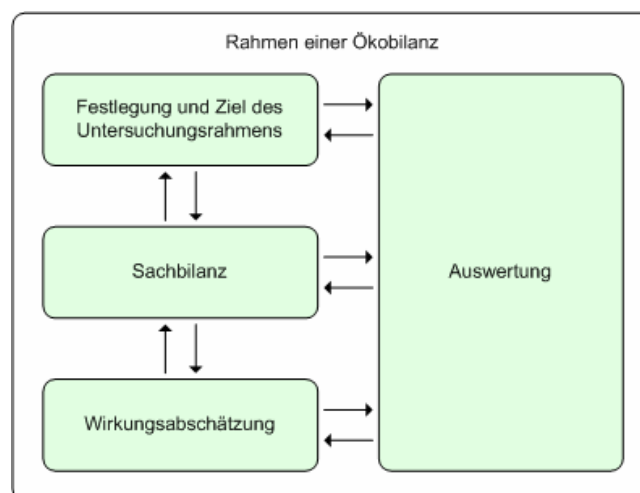 Rahmen einer Ökobilanz
Festlegung und Ziel des
Untersuchungsrahmens
Sachbilanz
Auswertung
Wirkungsabschätzung